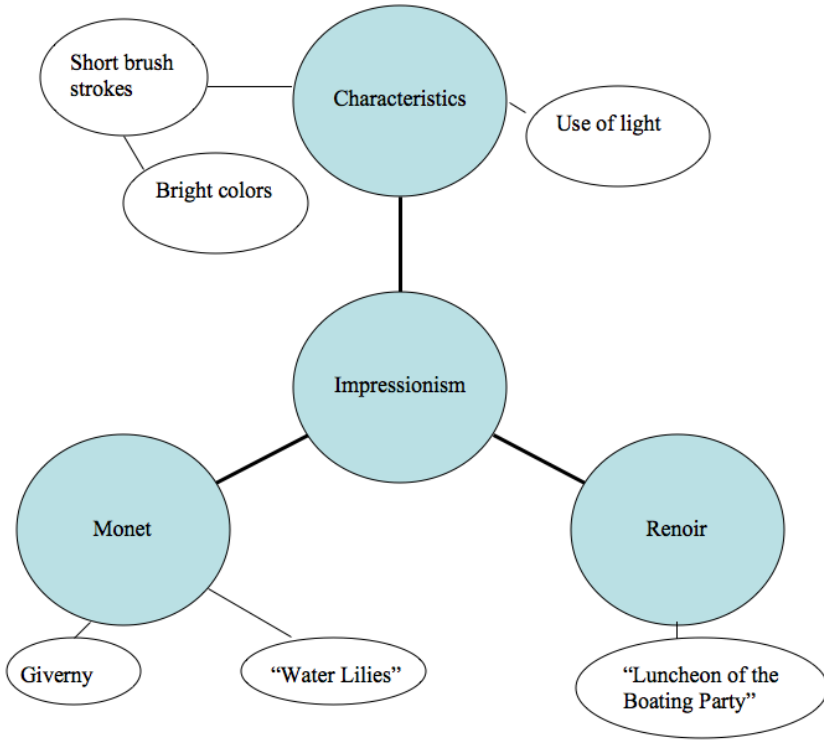 Short brush
strokes
Characteristics
Use of light
Bright colors
Impressionism
Monet
Renoir
Giverny
“Water Lilies”
“Luncheon of the
Boating Party”